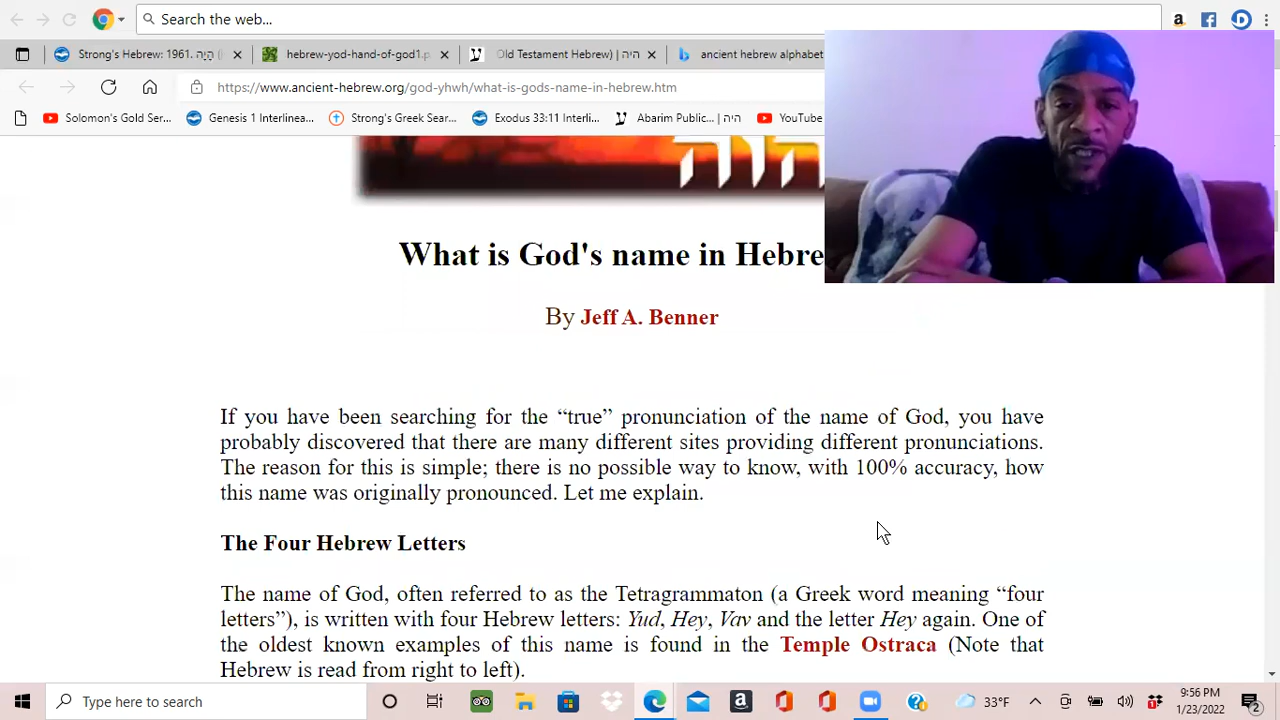 Search the web...
Strong's Hebrew: 1961. הָיָה (
hebrew-yod-hand-of-god1.p
Old Testament Hebrew) | היה
ancient hebrew alphabet
https://www.ancient-hebrew.org/god-yhwh/what-is-gods-name-in-hebrew.htm
Solomon's Gold Ser...
Genesis 1 Interlinea...
Strong's Greek Sear...
Exodus 33:11 Interli...
Abarim Public... | היה
YouTube
What is God's name in Hebre
By Jeff A. Benner
If you have been searching for the “true” pronunciation of the name of God, you have
probably discovered that there are many different sites providing different pronunciations.
The reason for this is simple; there is no possible way to know, with 100% accuracy, how
this name was originally pronounced. Let me explain.
The Four Hebrew Letters
The name of God, often referred to as the Tetragrammaton (a Greek word meaning “four
letters”), is written with four Hebrew letters: Yud, Hey, Vav and the letter Hey again. One of
the oldest known examples of this name is found in the Temple Ostraca (Note that
Hebrew is read from right to left).
Type here to search
33°F
9:56 PM
1/23/2022
2